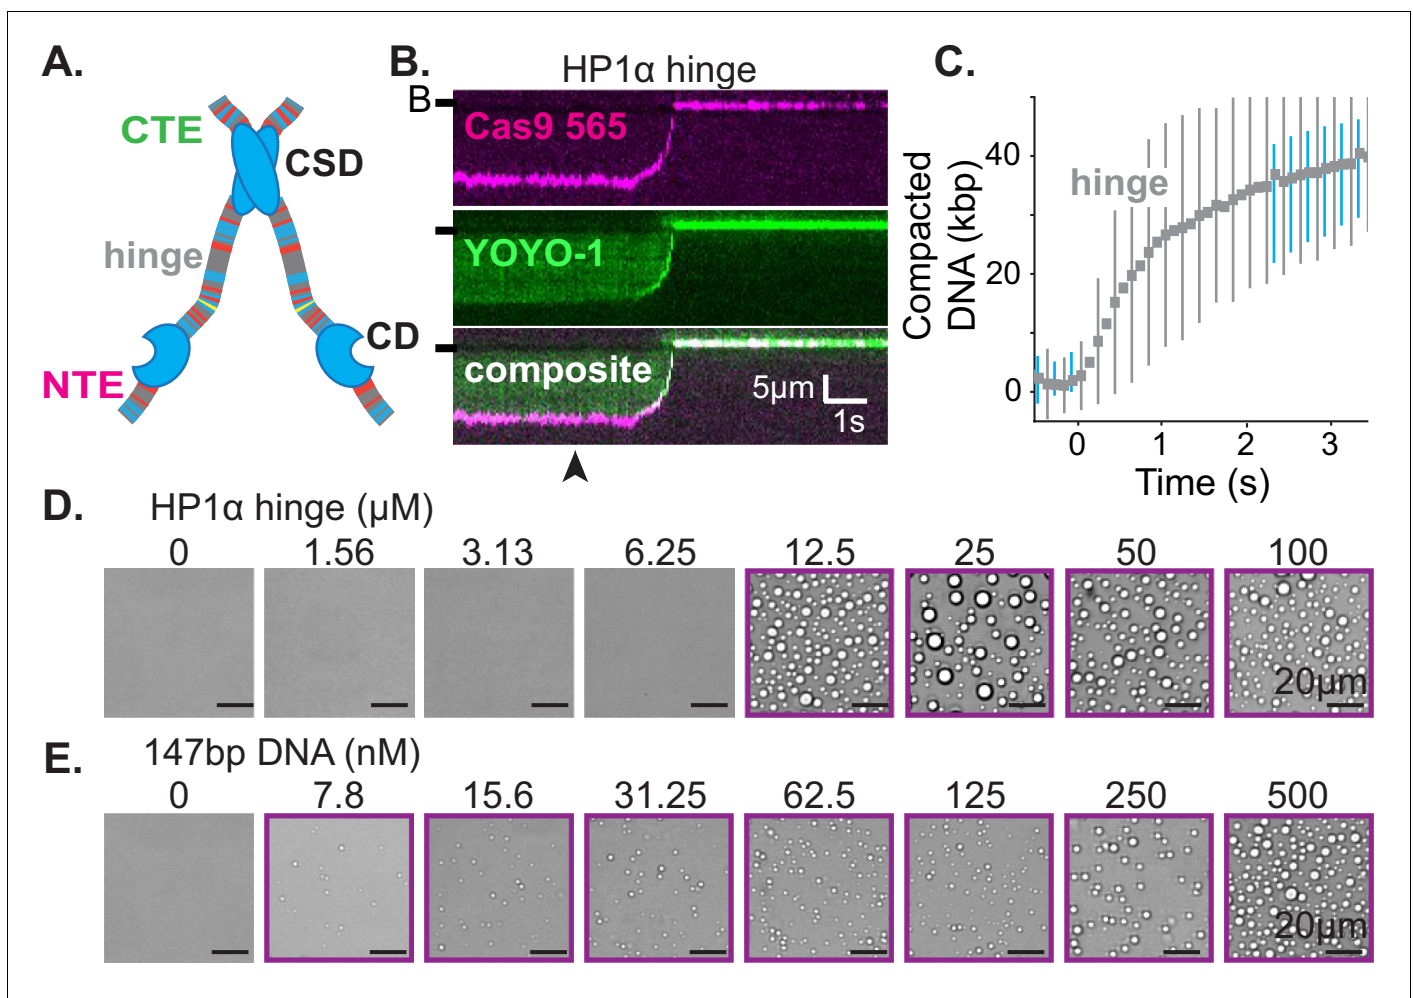 A.
CTE
CSD
hinge
CD
NTE
B.
HP1α hinge
B
Cas9 565
YOYO-1
composite
5µm
1s
C.
Compacted
DNA (kbp)
40
20
0
hinge
0 1 2 3
Time (s)
D.
HP1α hinge (µM)
0 1.56 3.13 6.25 12.5 25 50 100
20µm
E.
147bp DNA (nM)
0 7.8 15.6 31.25 62.5 125 250 500
20µm